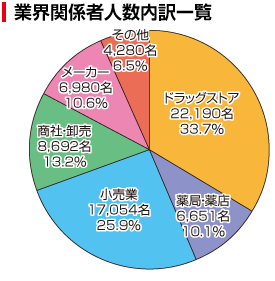 業界関係者人数内訳一覧
ドラッグストア
22,190名
33.7%
薬局・薬店
6,651名
10.1%
小売業
17,054名
25.9%
商社・卸売
8,692名
13.2%
メーカー
6,980名
10.6%
その他
4,280名
6.5%